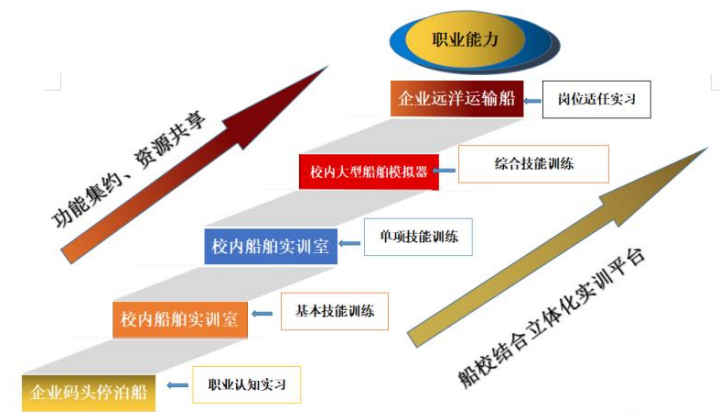 职业能力
企业远洋运输船
岗位适任实习
功能集约、资源共享
校内大型船舶模拟器
综合技能训练
校内船舶实训室
单项技能训练
校内船舶实训室
基本技能训练
船校结合立体化实训平台
企业码头停泊船
职业认知实习